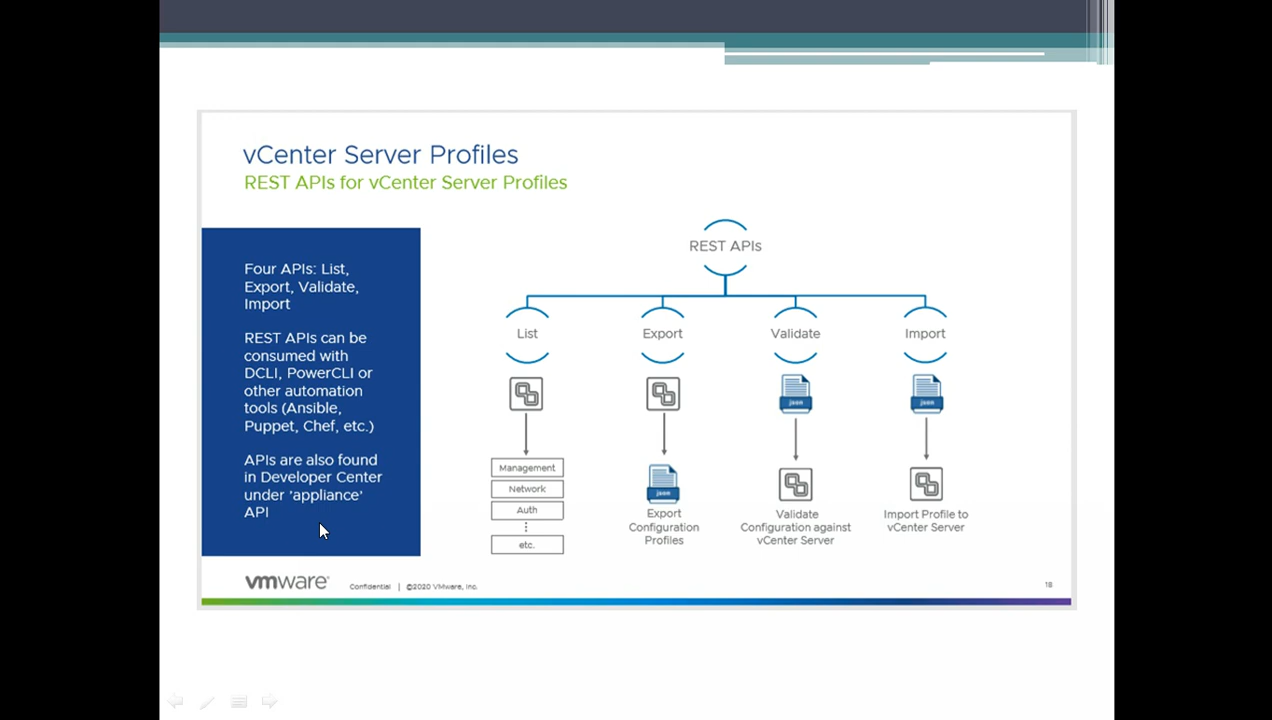 vCenter Server Profiles
REST APIs for vCenter Server Profiles
Four APIs: List,
Export, Validate,
Import
REST APIs can be
consumed with
DCLI, PowerCLI or
other automation
tools (Ansible,
Puppet, Chef, etc.)
APIs are also found
in Developer Center
under 'appliance'
API
REST APIs
List
Export
Validate
Import
json
json
Management
Network
Auth
⋮
etc.
json
Export
Configuration
Profiles
Validate
Configuration against
vCenter Server
Import Profile to
vCenter Server
vmware®
Confidential | ©2020 VMware, Inc.
18